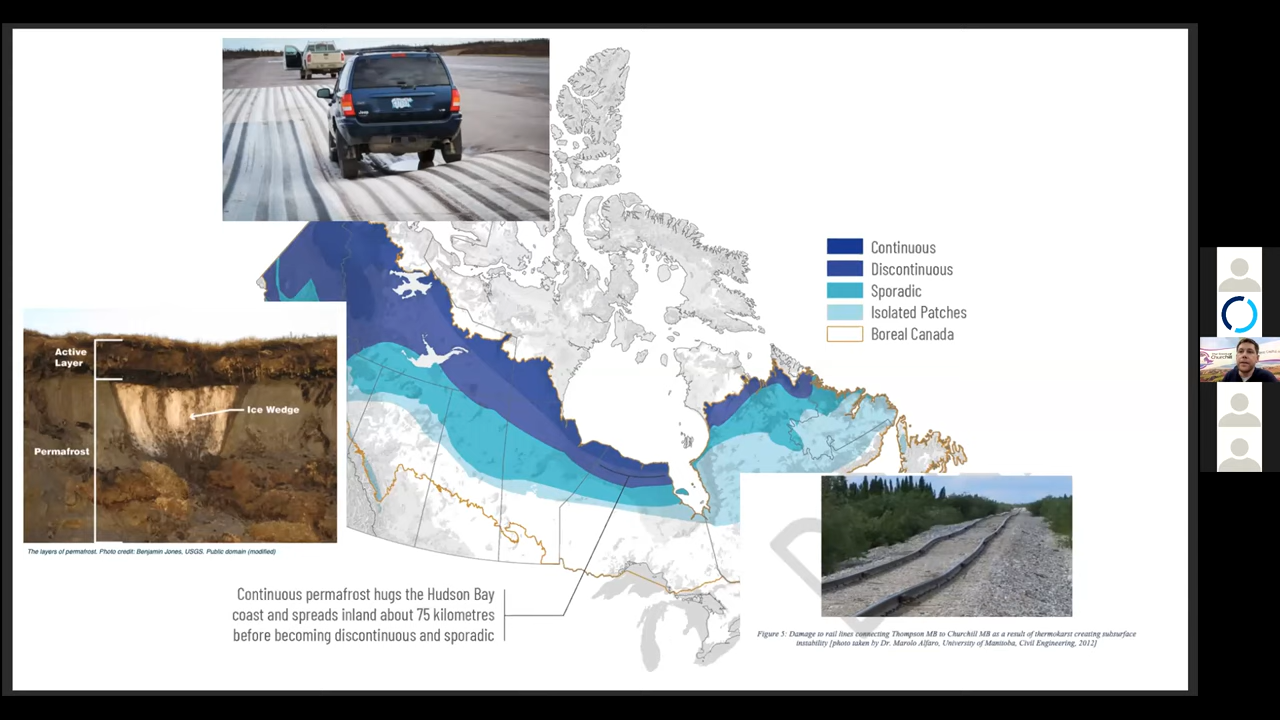 Continuous
Discontinuous
Sporadic
Isolated Patches
Boreal Canada
Active
Layer
Ice Wedge
Permafrost
The layers of permafrost. Photo credit: Benjamin Jones, USGS. Public domain (modified)
Continuous permafrost hugs the Hudson Bay
coast and spreads inland about 75 kilometres
before becoming discontinuous and sporadic
Figure 5: Damage to rail lines connecting Thompson MB to Churchill MB as a result of thermokarst creating subsurface
instability [photo taken by Dr. Marolo Alfaro, University of Manitoba, Civil Engineering, 2012]
Churchill